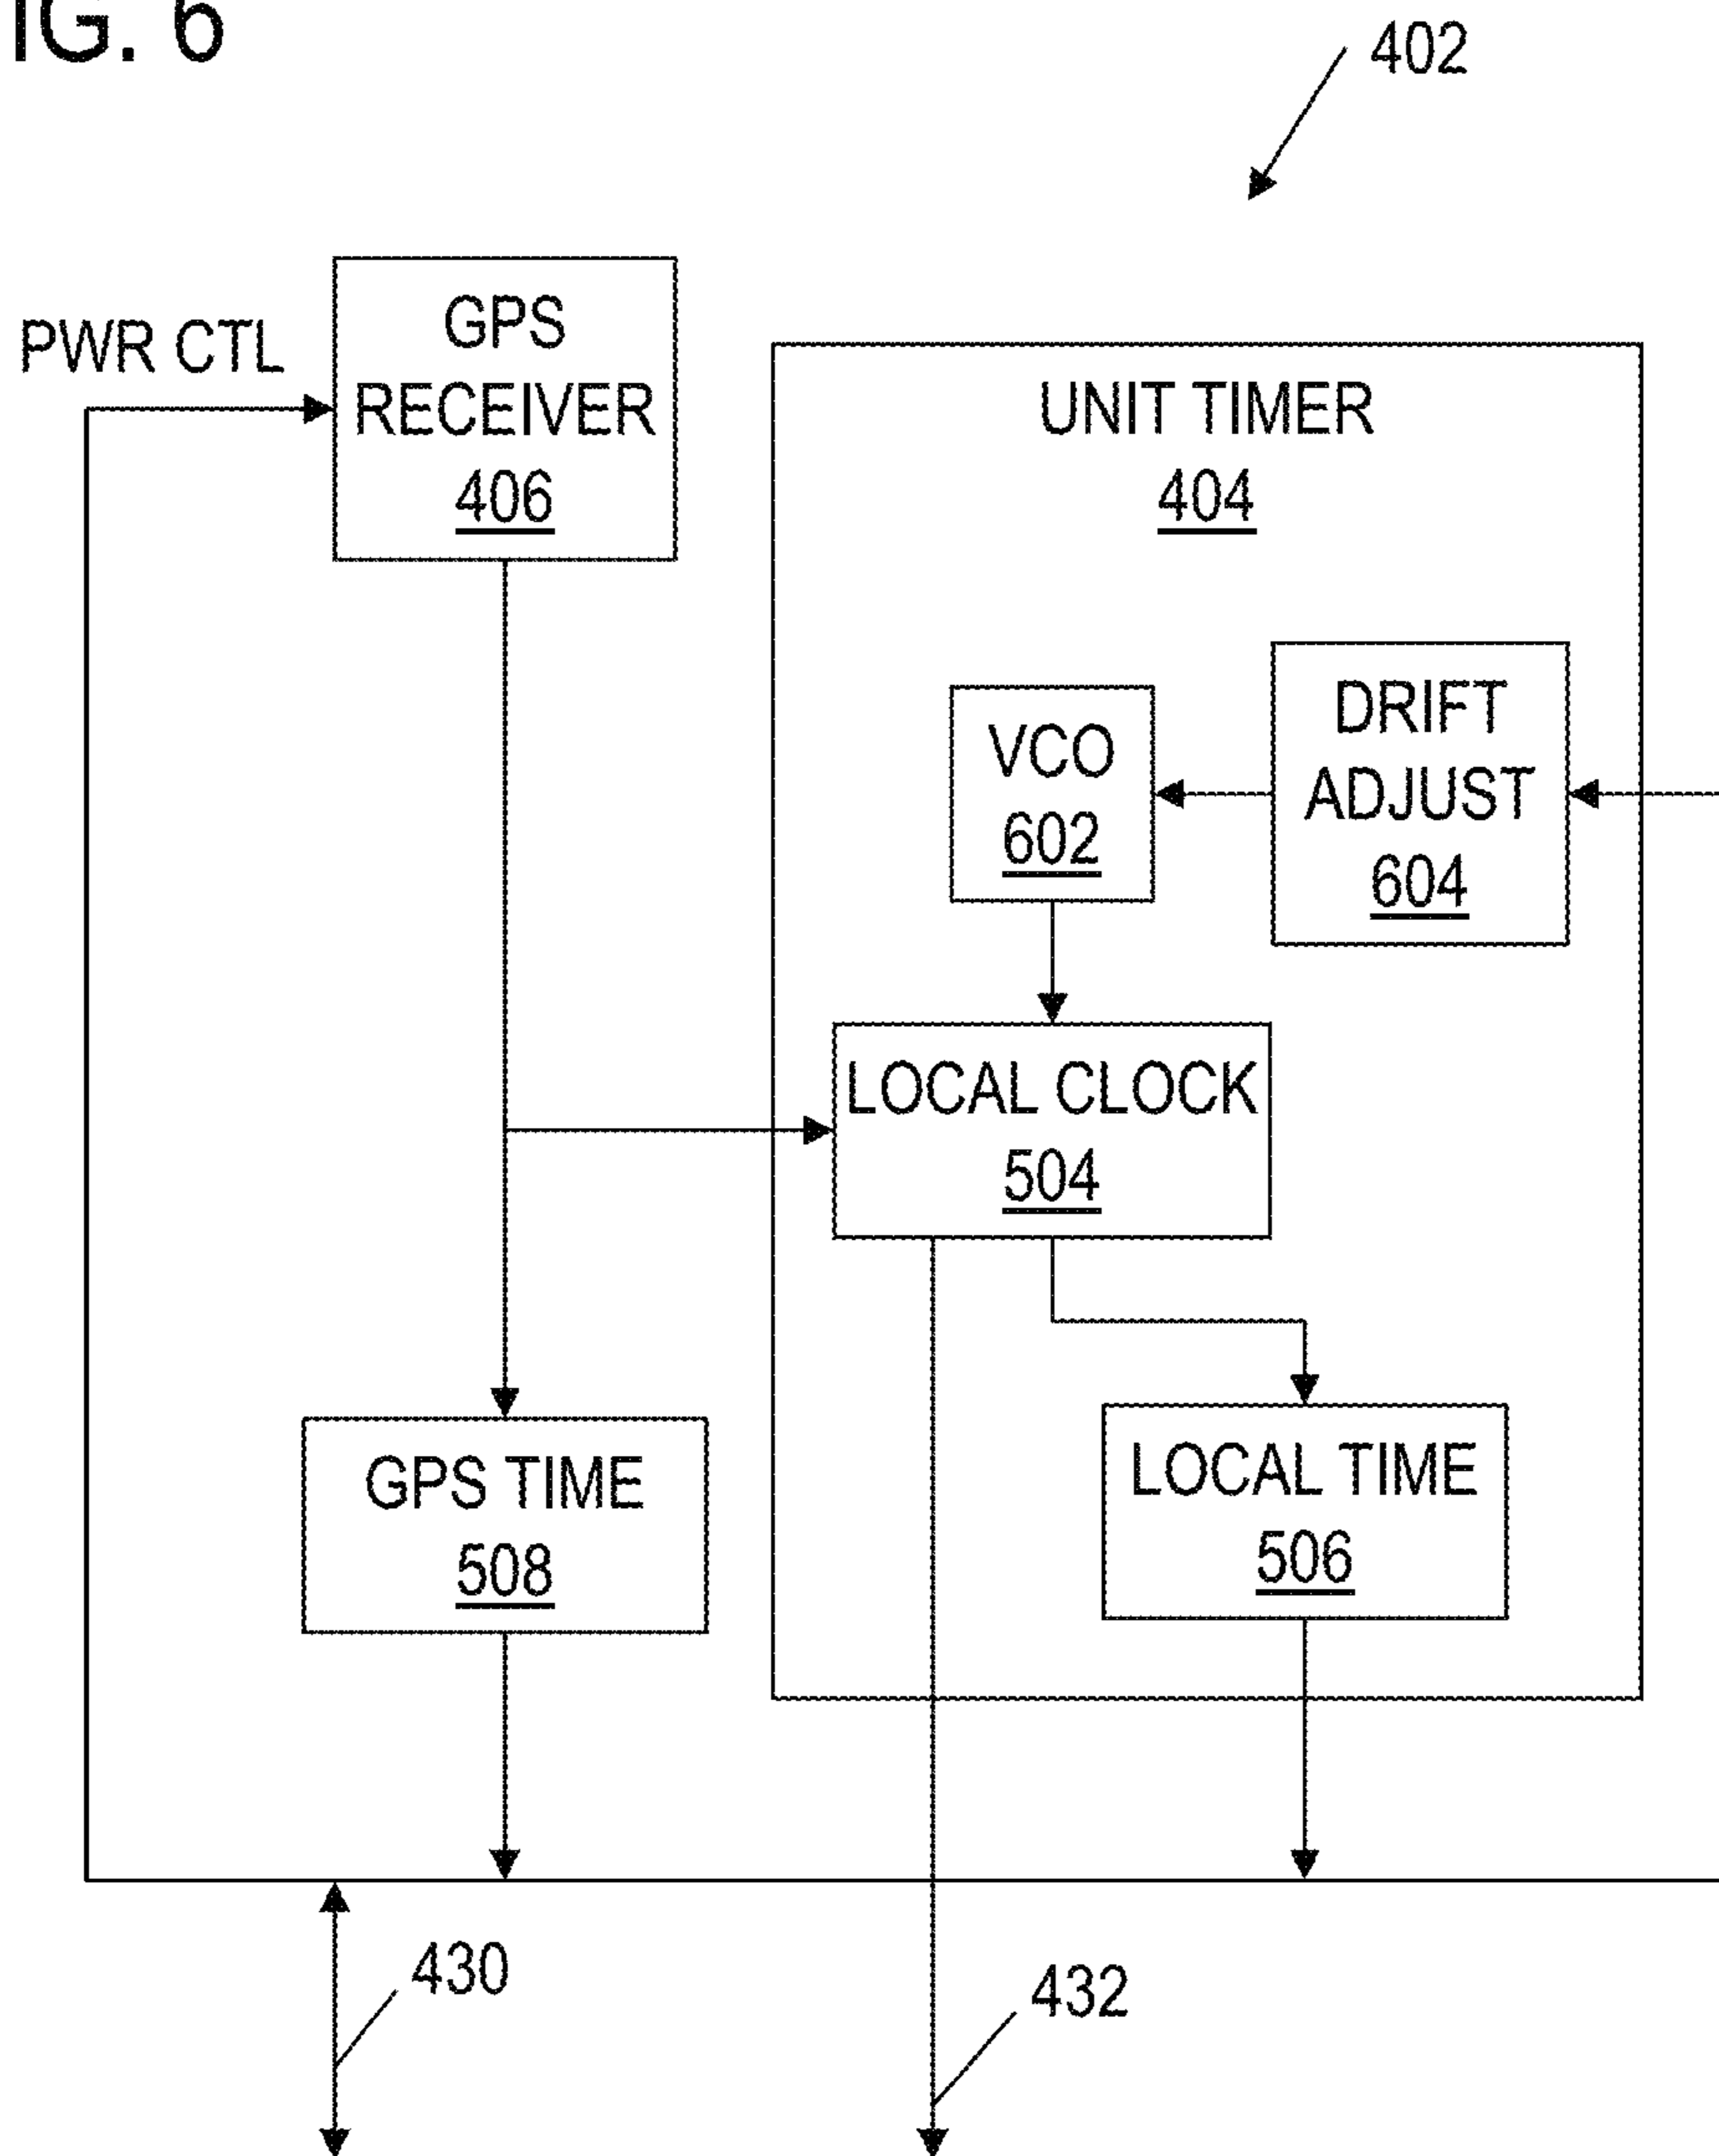 IG. 6
402
PWR CTL
GPS
RECEIVER
406
UNIT TIMER
404
VCO
602
DRIFT
ADJUST
604
LOCAL CLOCK
504
GPS TIME
508
LOCAL TIME
506
430
432